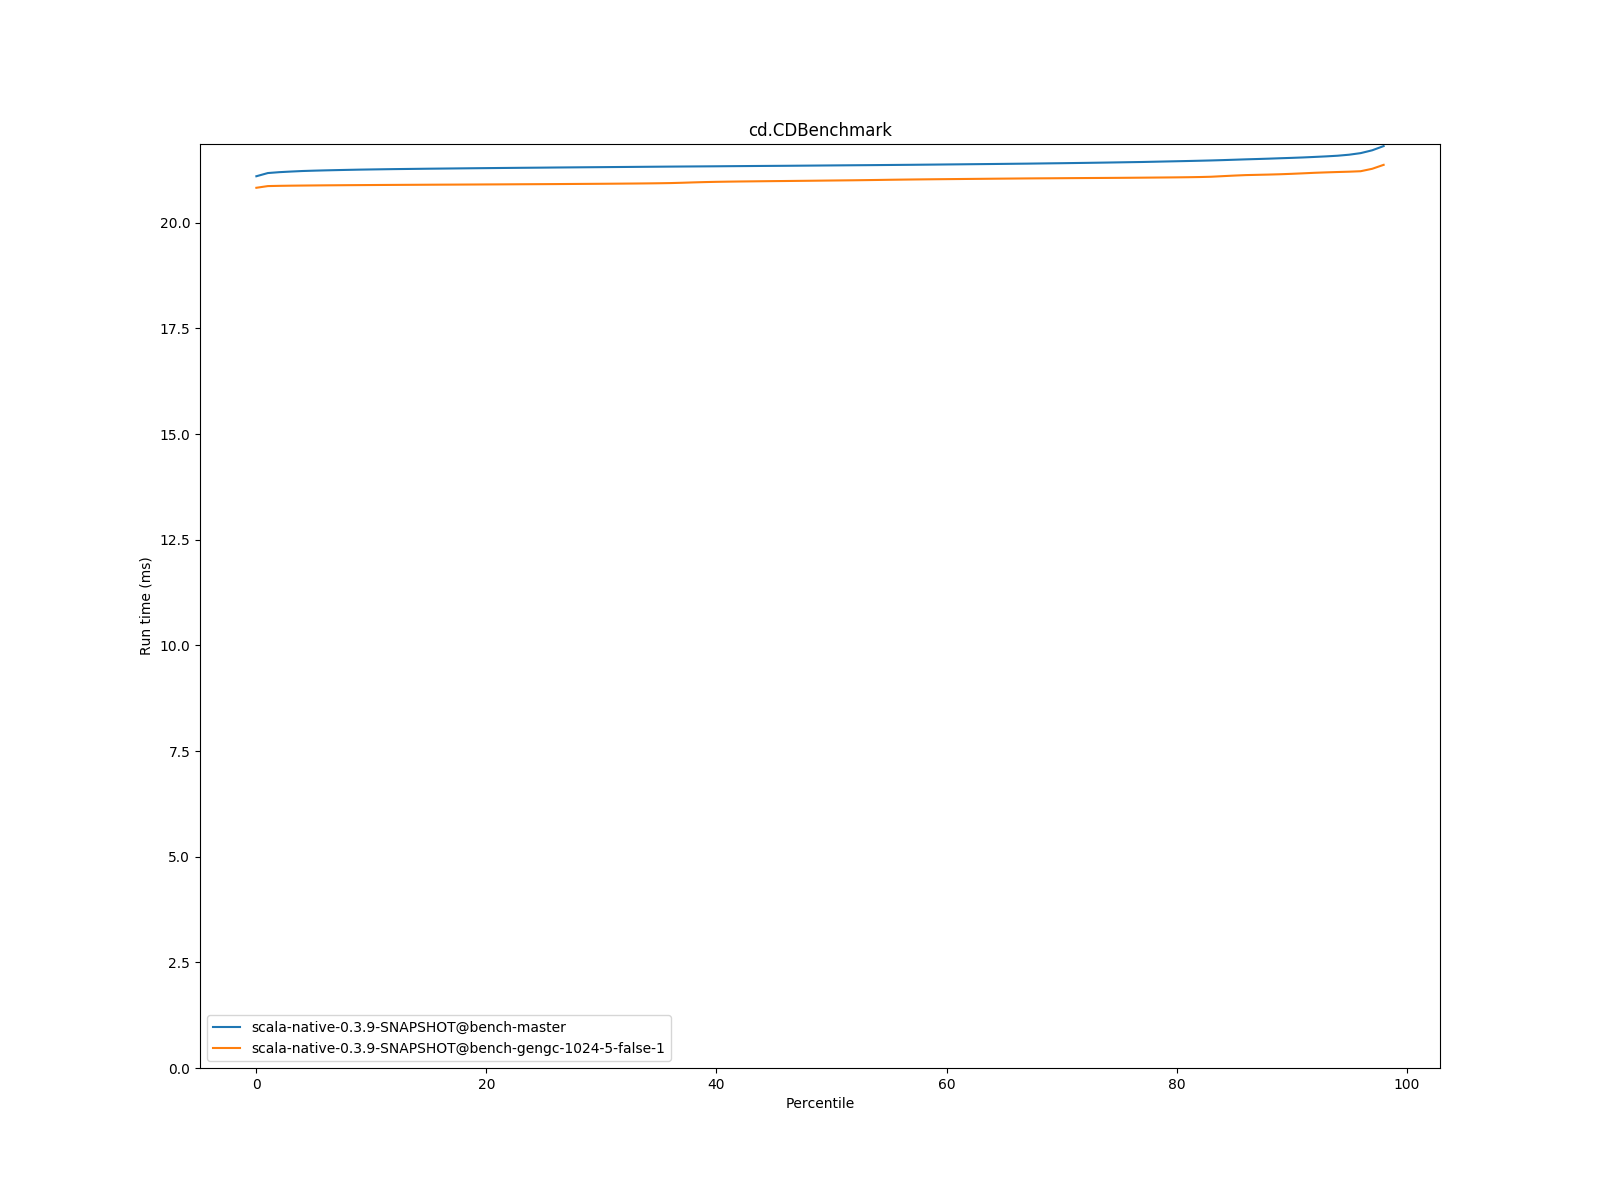 cd.CDBenchmark
Run time (ms)
20.0
17.5
15.0
12.5
10.0
7.5
5.0
2.5
0.0
scala-native-0.3.9-SNAPSHOT@bench-master
scala-native-0.3.9-SNAPSHOT@bench-gengc-1024-5-false-1
0 20 40 60 80 100
Percentile